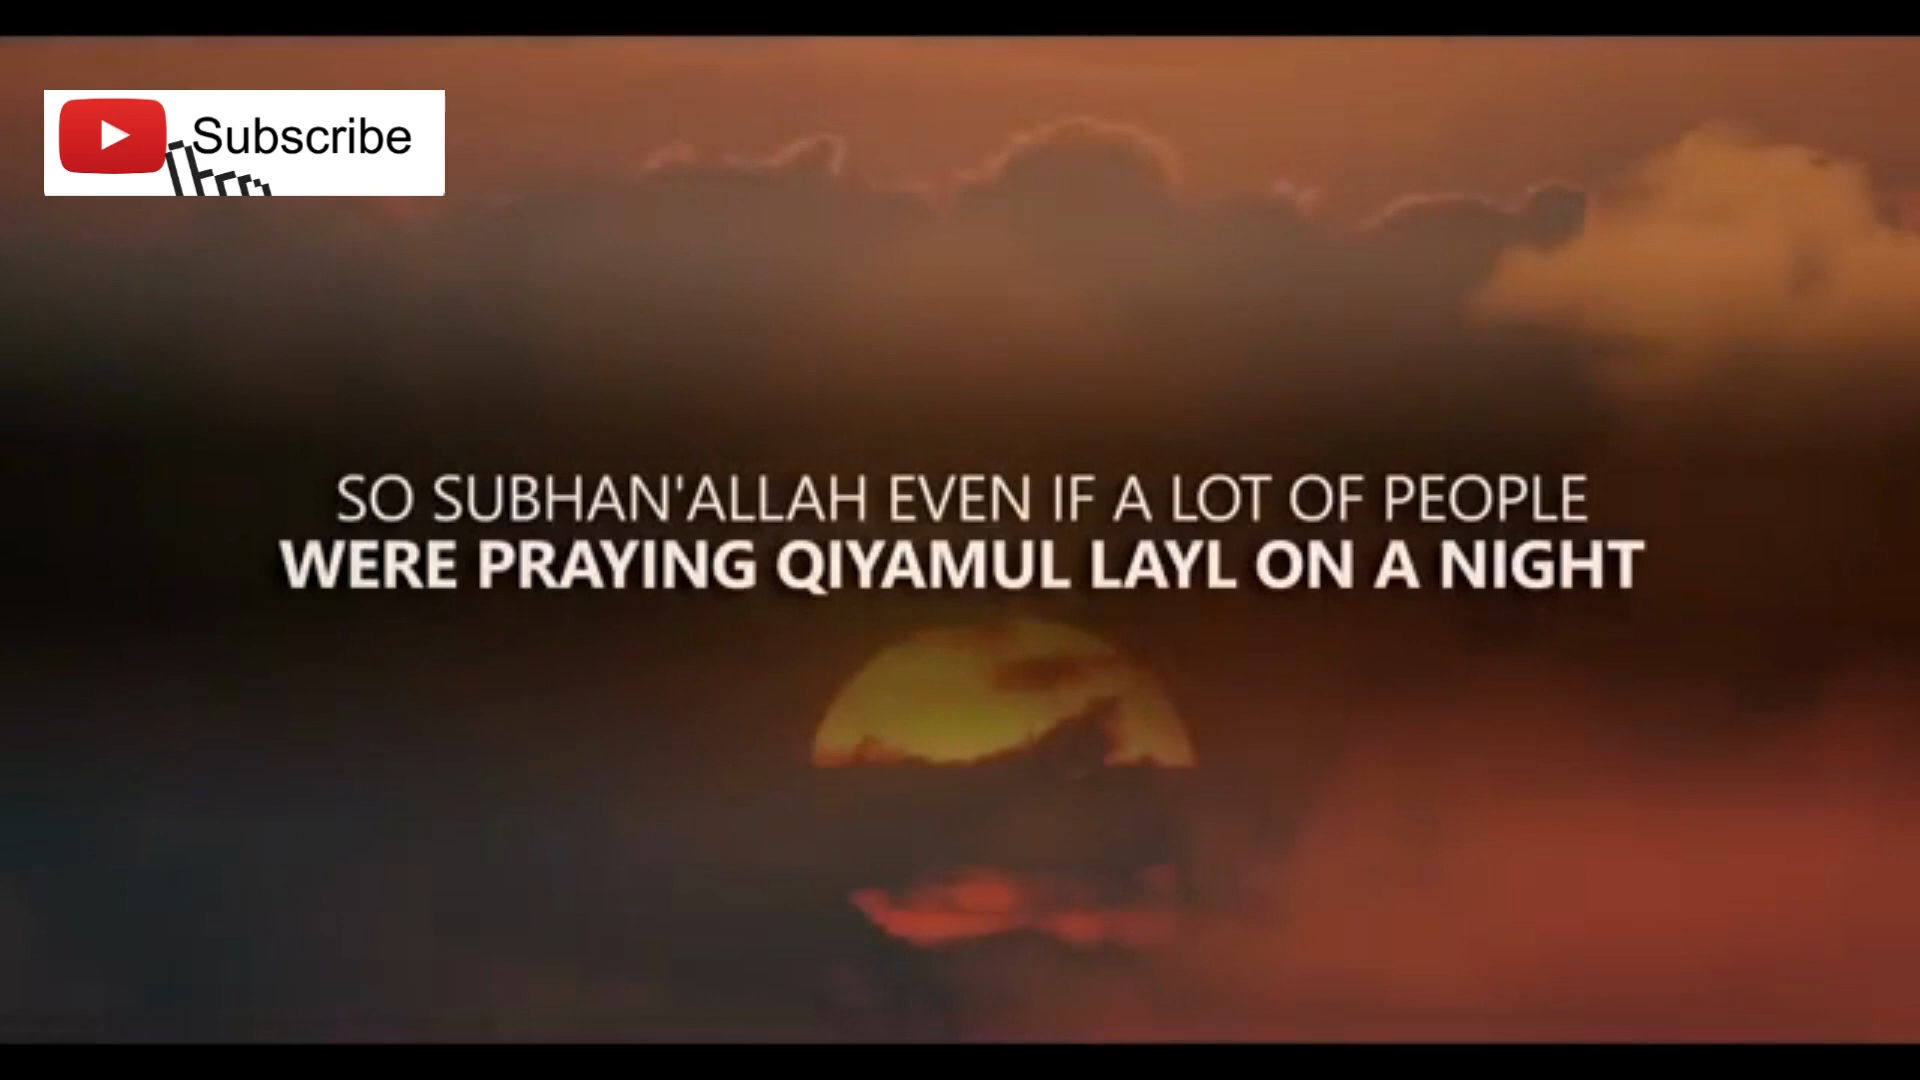 Subscribe
SO SUBHAN'ALLAH EVEN IF A LOT OF PEOPLE
WERE PRAYING QIYAMUL LAYL ON A NIGHT